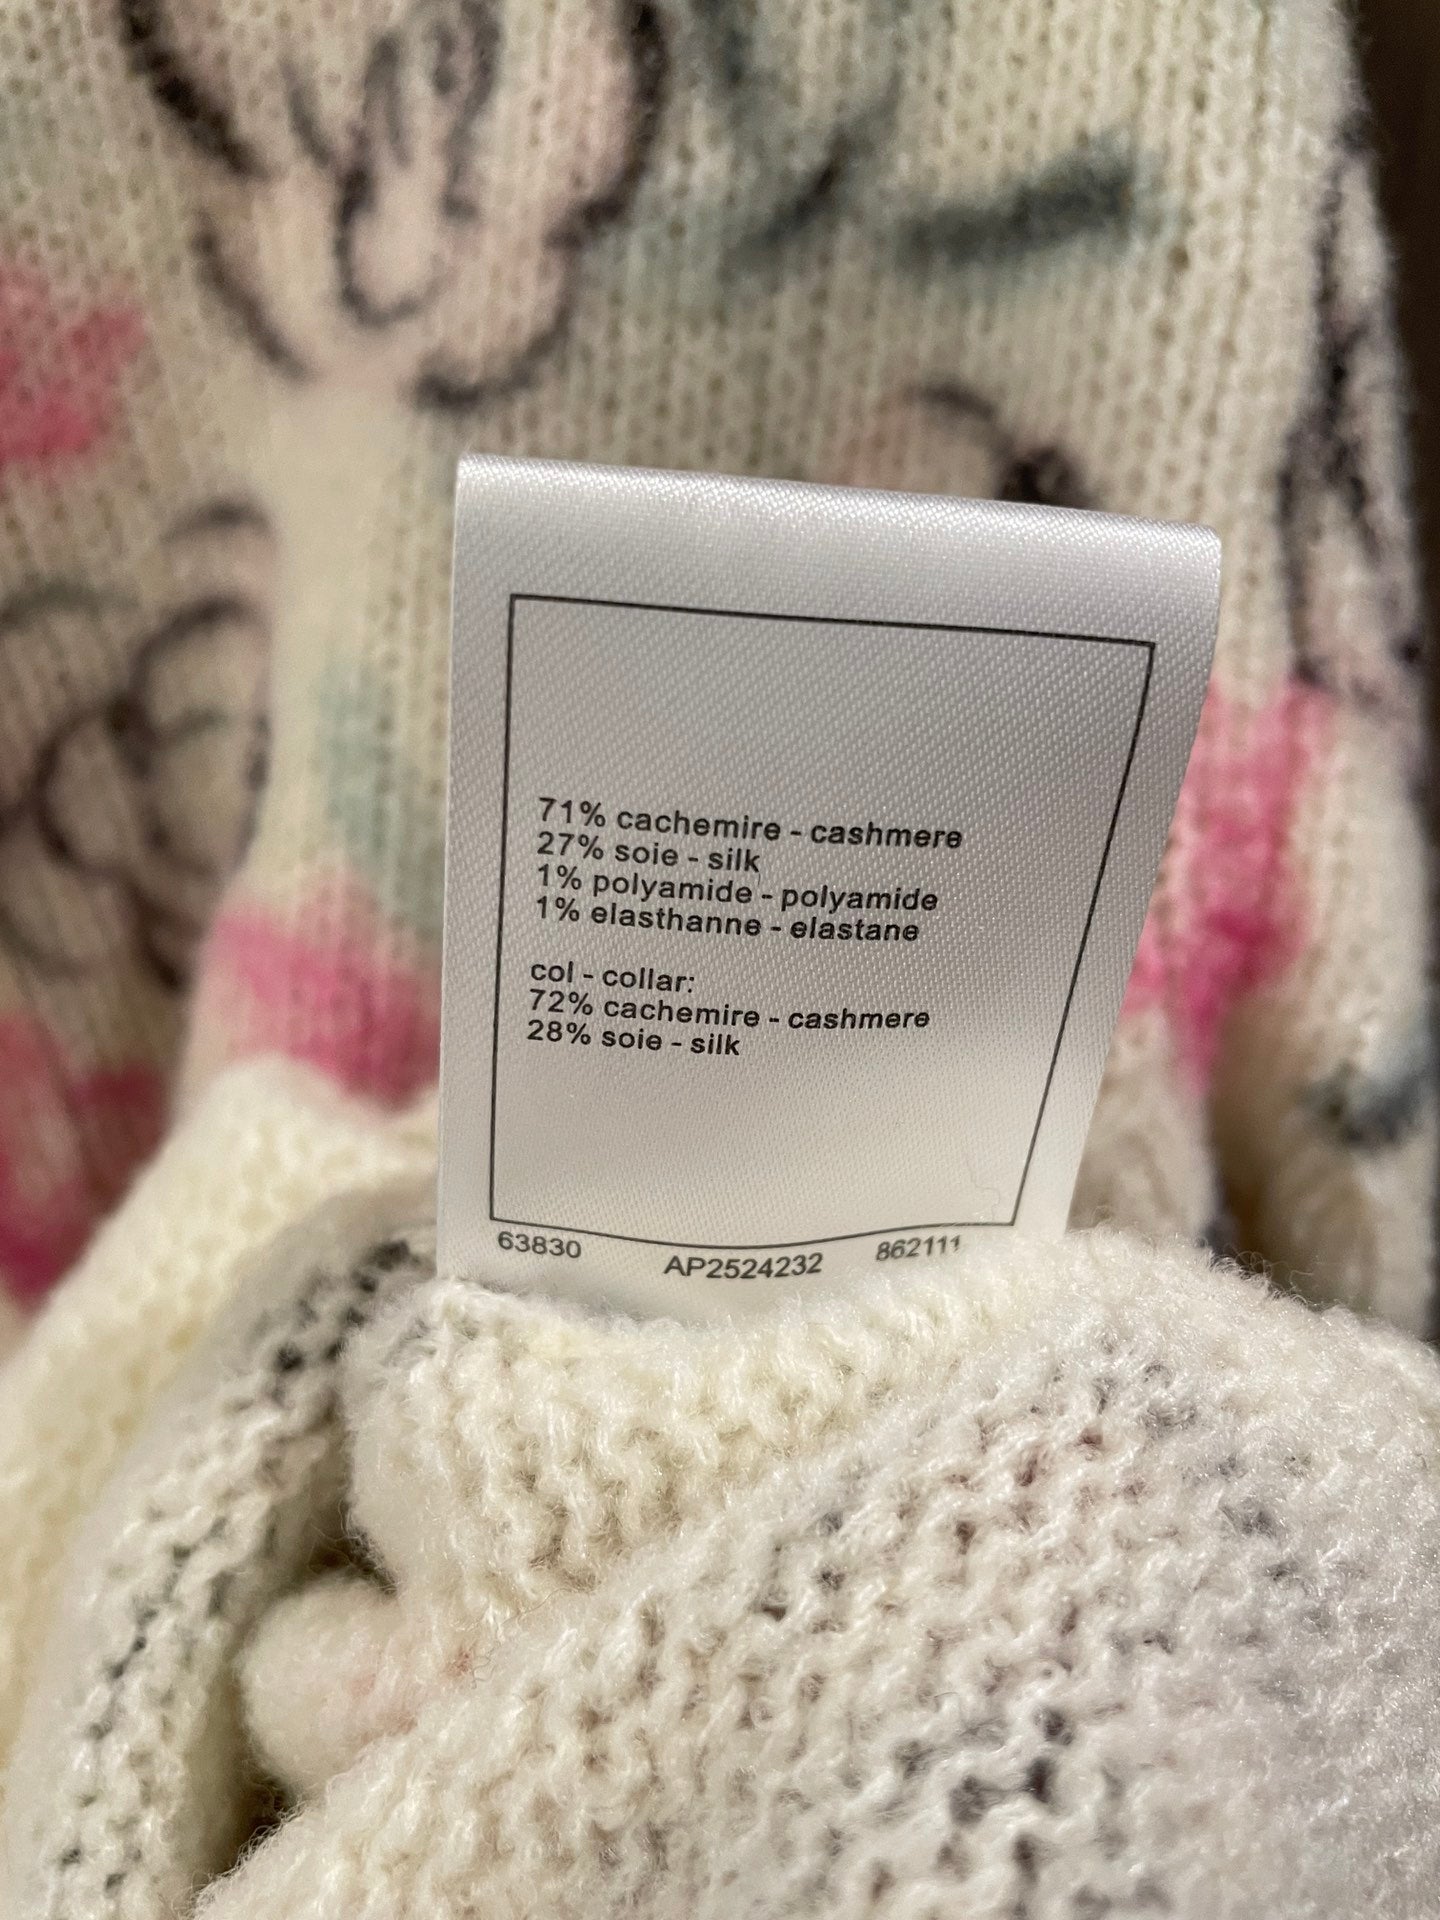 71% cachemire - cashmere
27% soie - silk
1% polyamide - polyamide
1% elasthanne - elastane
col - collar:
72% cachemire - cashmere
28% soie - silk
63830 AP2524232 862111